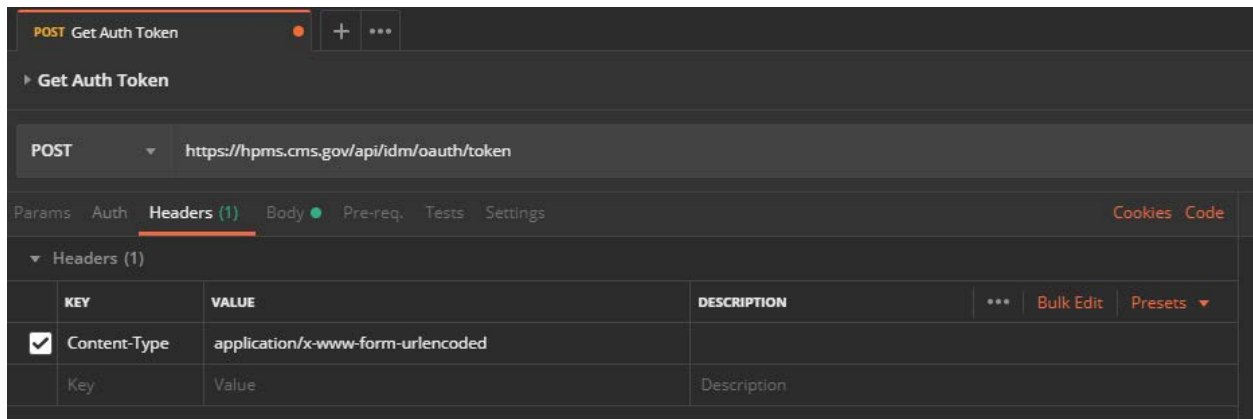 POST Get Auth Token + •••
Get Auth Token
POST https://hpms.cms.gov/api/idm/oauth/token
Params Auth Headers (1) Body Pre-req. Tests Settings Cookies Code
Headers (1)
KEY VALUE DESCRIPTION ••• Bulk Edit Presets
Content-Type application/x-www-form-urlencoded
Key Value Description